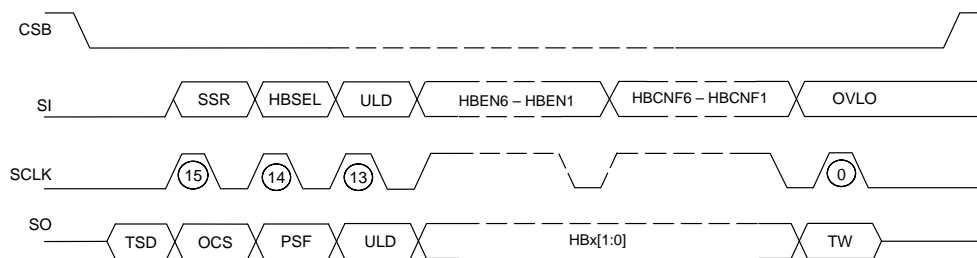 CSB
SI SSR HBSEL ULD HBEN6 – HBEN1 HBCNF6 – HBCNF1 OVLO
SCLK 15 14 13 0
SO TSD OCS PSF ULD HBx[1:0] TW